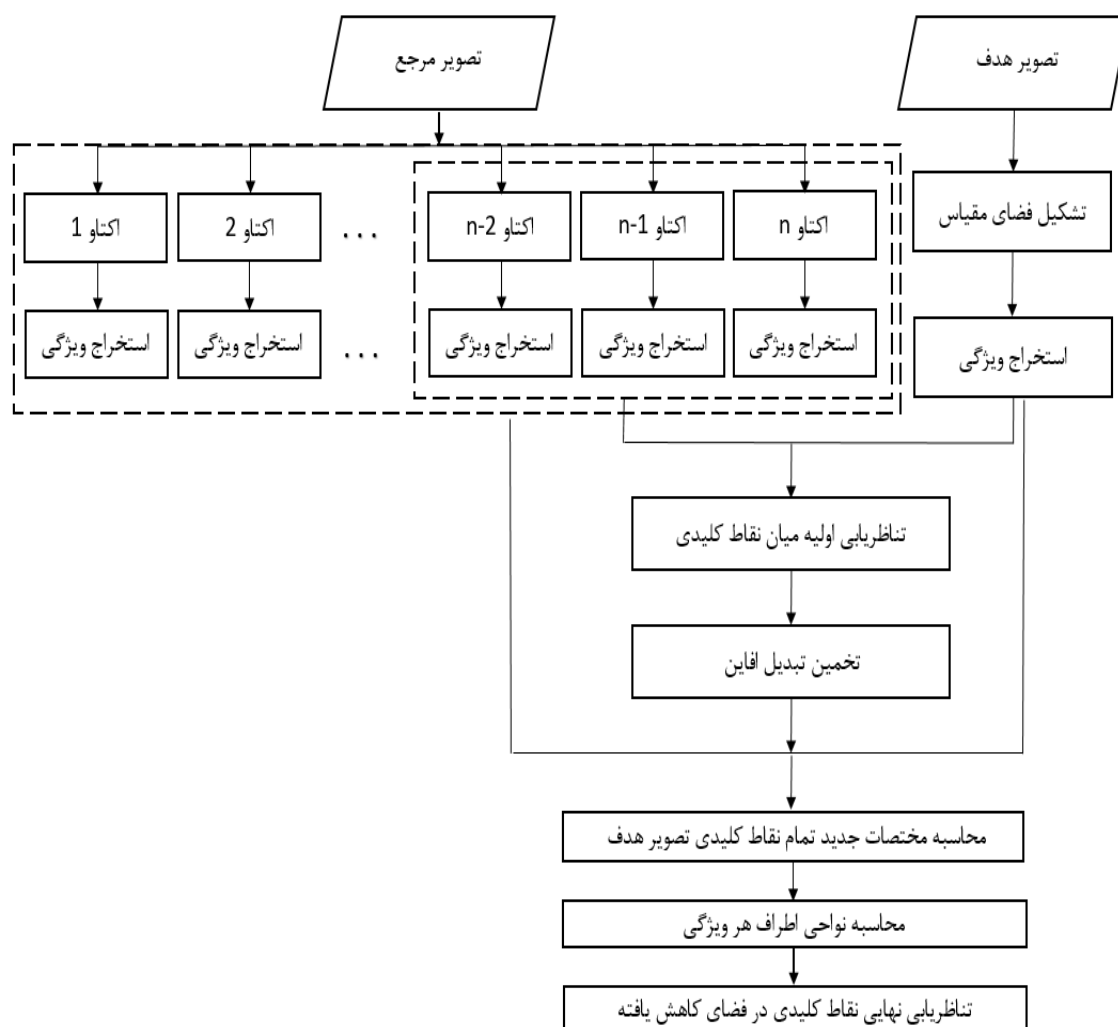 تصویر مرجع
تصویر هدف
اکتاو 1
اکتاو 2
. . .
اکتاو n-2
اکتاو n-1
اکتاو n
تشکیل فضای مقیاس
استخراج ویژگی
استخراج ویژگی
. . .
استخراج ویژگی
استخراج ویژگی
استخراج ویژگی
استخراج ویژگی
تناظریابی اولیه میان نقاط کلیدی
تخمین تبدیل افاین
محاسبه مختصات جدید تمام نقاط کلیدی تصویر هدف
محاسبه نواحی اطراف هر ویژگی
تناظریابی نهایی نقاط کلیدی در فضای کاهش یافته